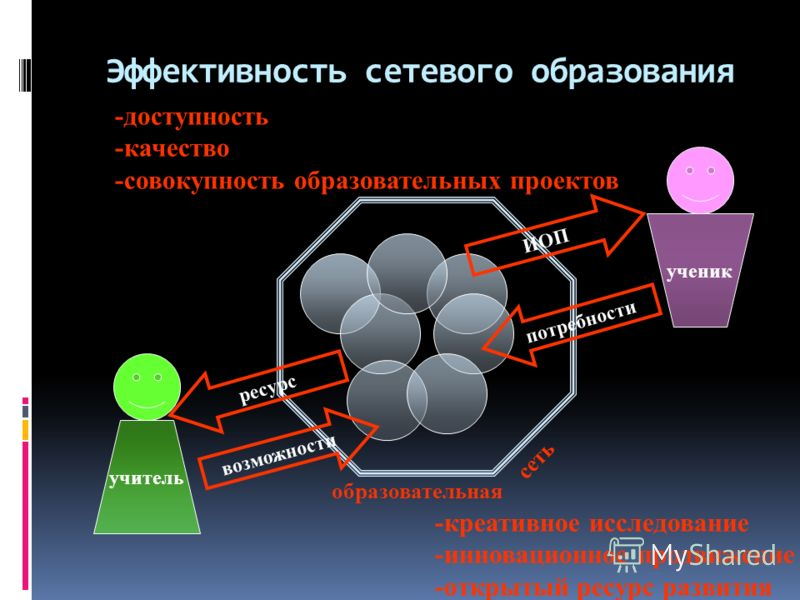 Эффективность сетевого образования
-доступность
-качество
-совокупность образовательных проектов
ИОП
ученик
потребности
ресурс
возможности
учитель
сеть
образовательная
-креативное исследование
-инновационное
-открытый ресурс развития
MyShared